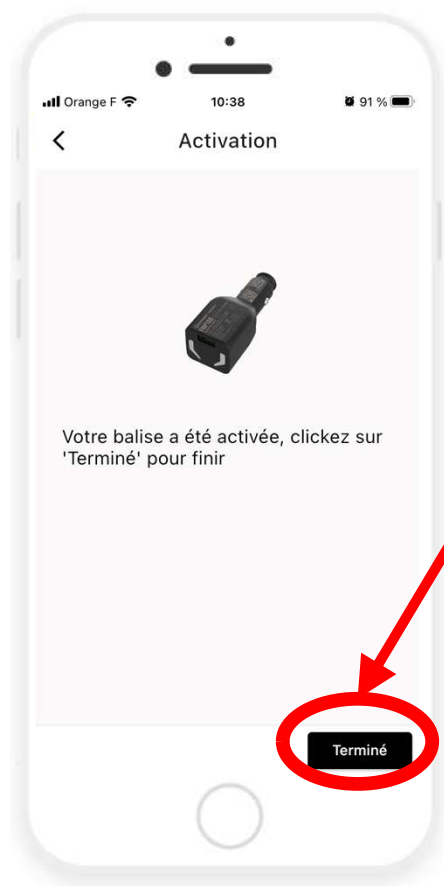 Orange F 10:38 91 %
Activation
Votre balise a été activée, clickez sur
'Terminé' pour finir
Terminé